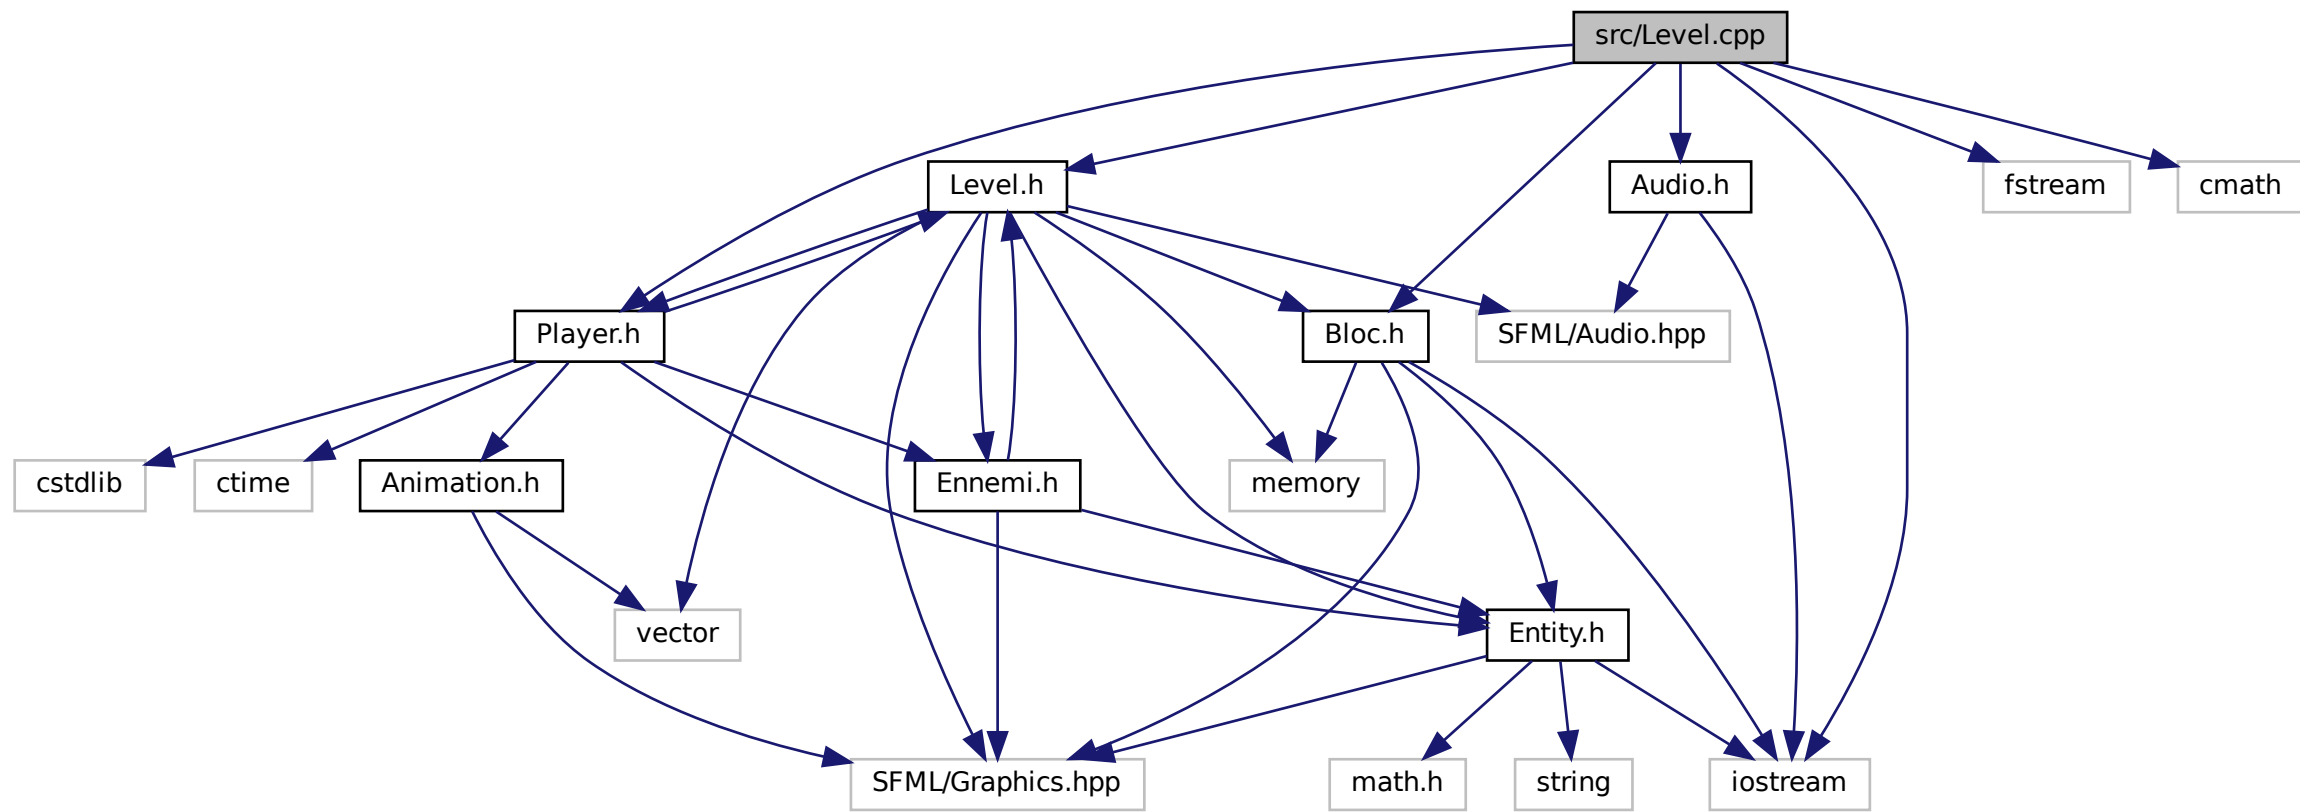 src/Level.cpp
Level.h
Audio.h
fstream
cmath
Player.h
Bloc.h
SFML/Audio.hpp
cstdlib
ctime
Animation.h
Ennemi.h
memory
vector
Entity.h
SFML/Graphics.hpp
math.h
string
iostream